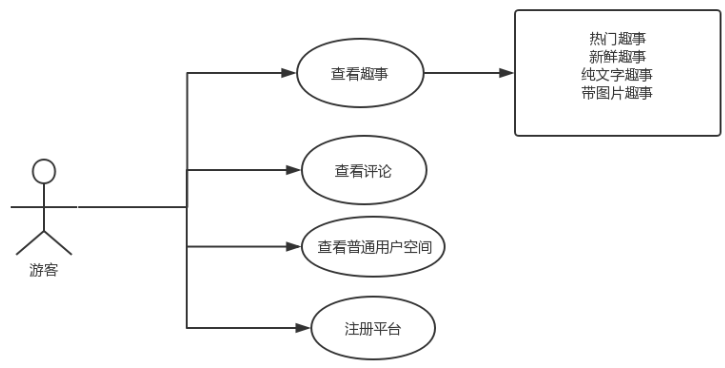 热门趣事
新鲜趣事
纯文字趣事
带图片趣事
查看趣事
查看评论
查看普通用户空间
游客
注册平台